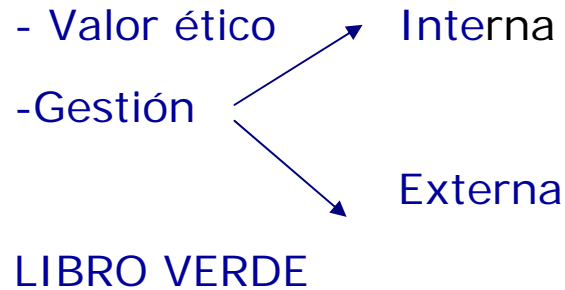 - Valor ético
Interna
-Gestión
Externa
LIBRO VERDE